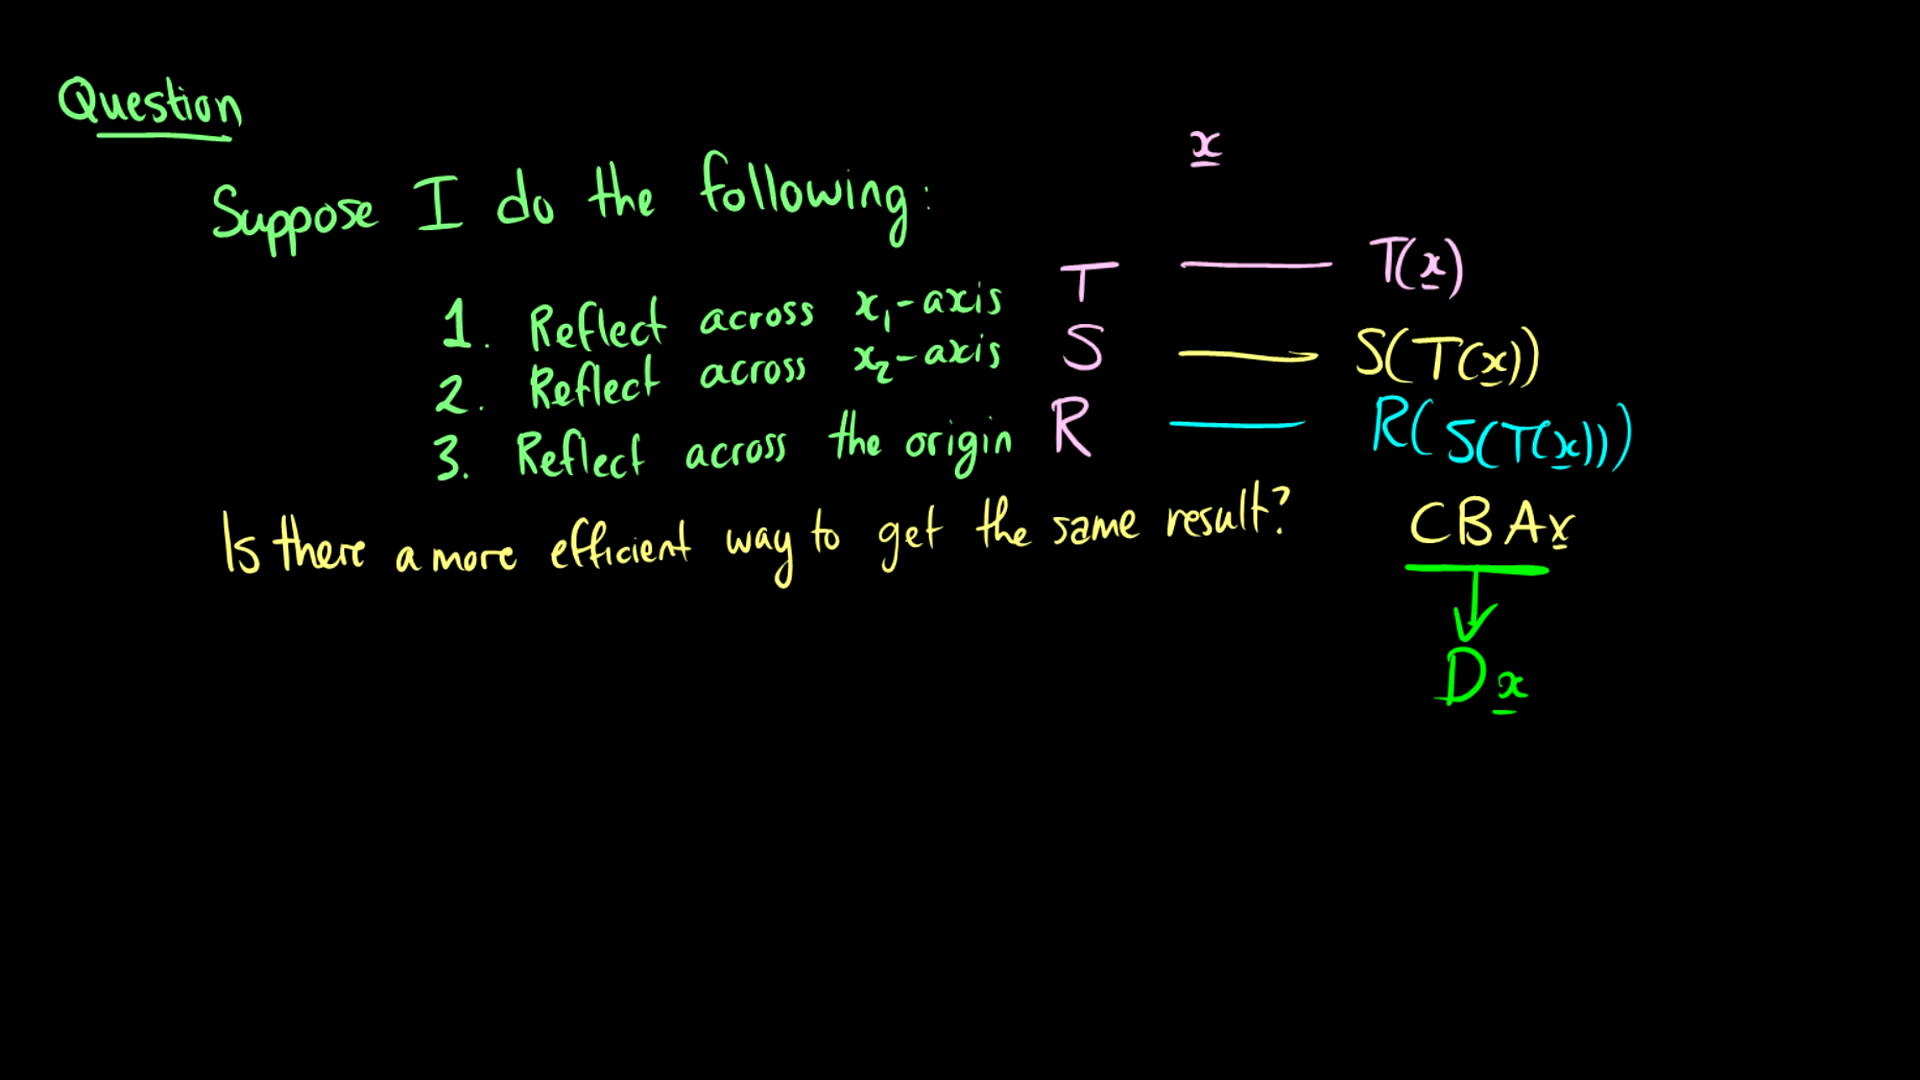 Question
x
Suppose I do the following:
1. Reflect across x₁-axis T T(x)
2. Reflect across x₂-axis S S(T(x))
3. Reflect across the origin R R(S(T(x)))
Is there a more efficient way to get the same result? CBAx
Dx